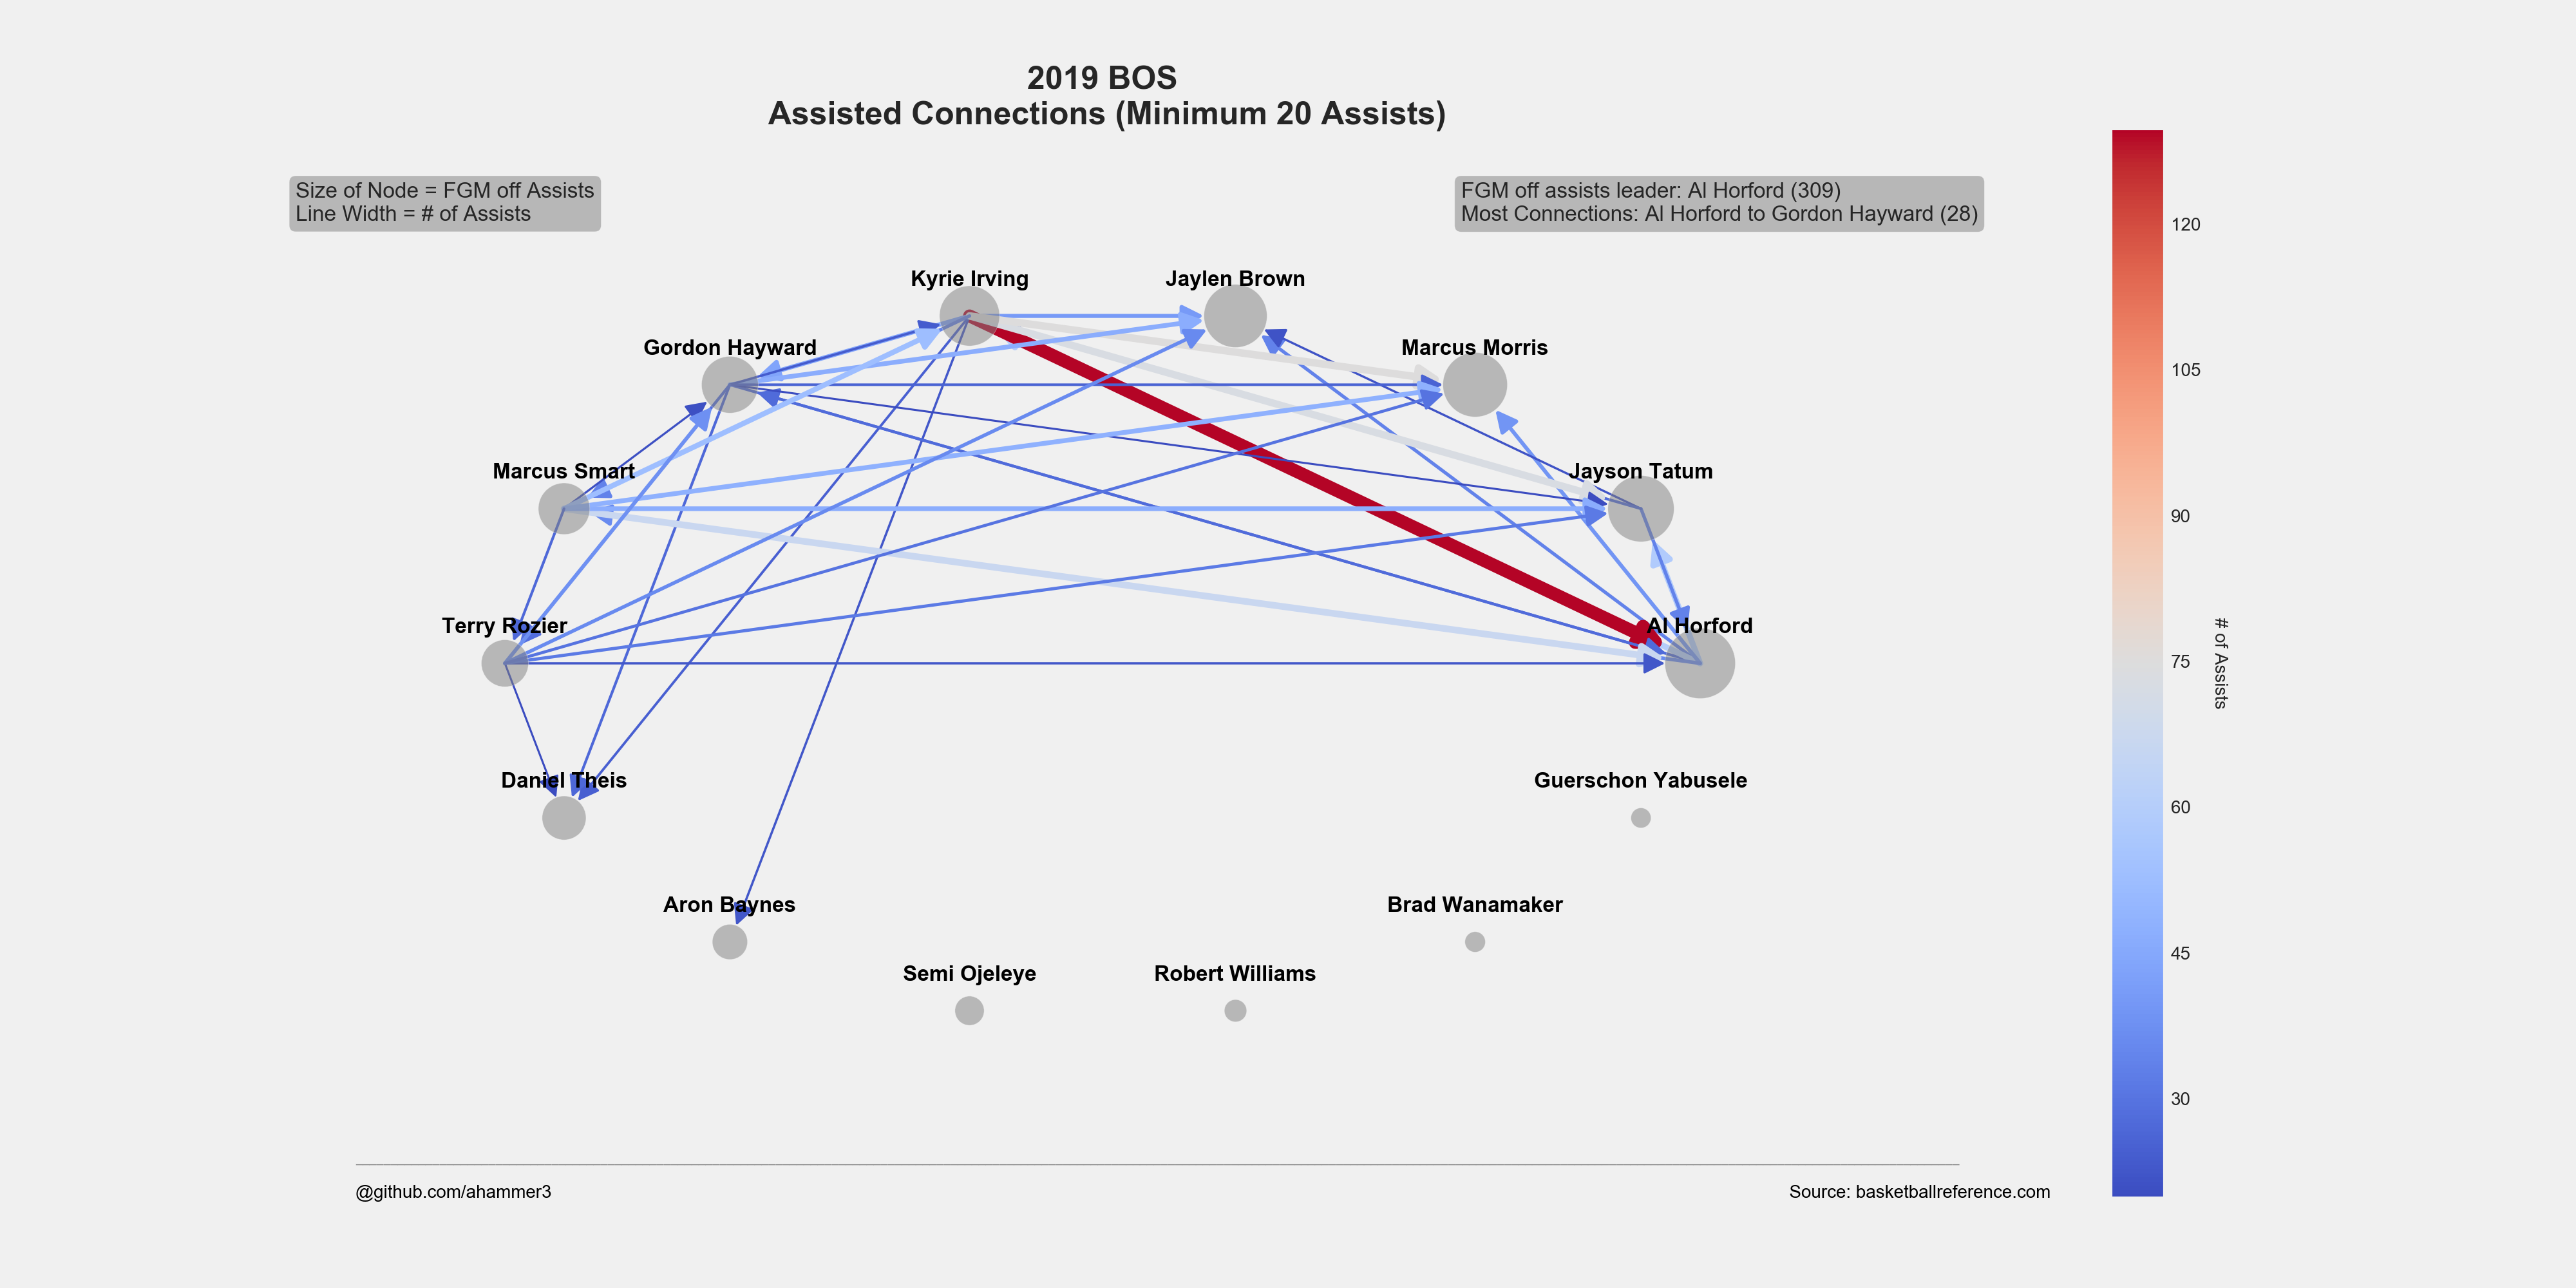 2019 BOS
Assisted Connections (Minimum 20 Assists)
Size of Node = FGM off Assists
Line Width = # of Assists
FGM off assists leader: Al Horford (309)
Most Connections: Al Horford to Gordon Hayward (28)
Kyrie Irving
Jaylen Brown
Gordon Hayward
Marcus Morris
Marcus Smart
Jayson Tatum
Terry Rozier
Al Horford
Daniel Theis
Guerschon Yabusele
Aron Baynes
Brad Wanamaker
Semi Ojeleye
Robert Williams
120
105
90
75
60
45
30
# of Assists
@github.com/ahammer3
Source: basketballreference.com